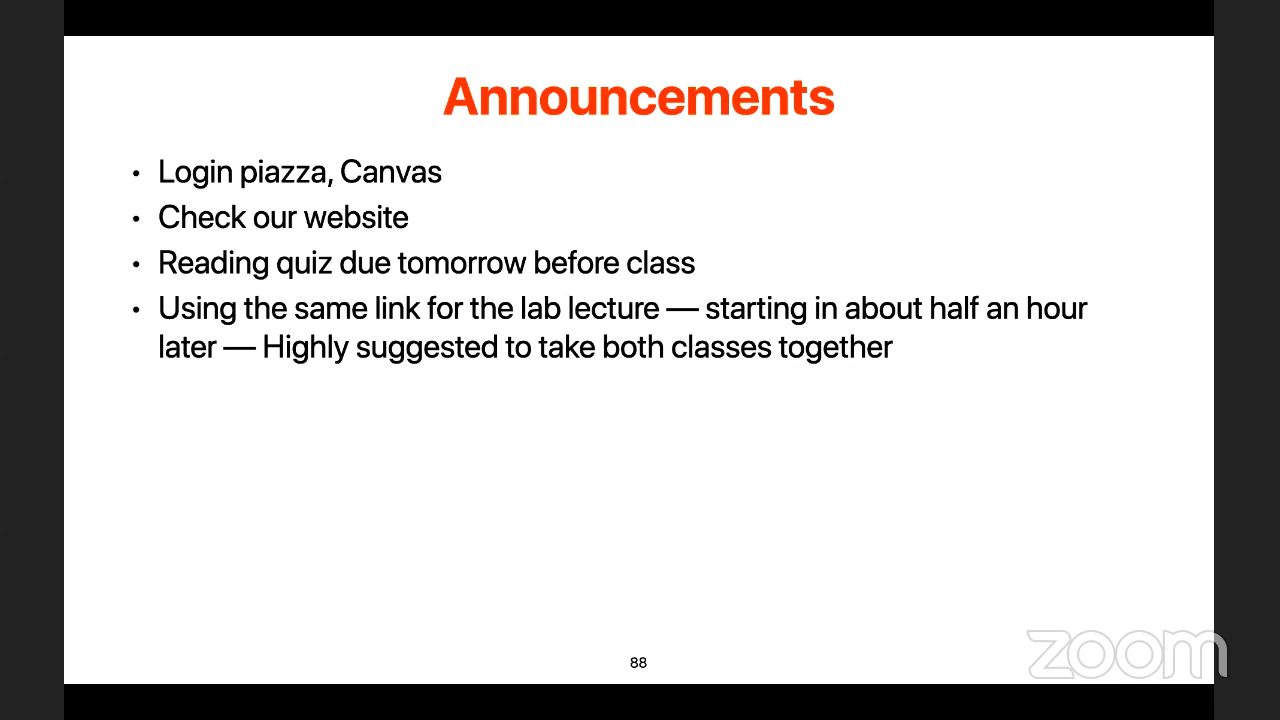 Announcements
• Login piazza, Canvas
• Check our website
• Reading quiz due tomorrow before class
• Using the same link for the lab lecture — starting in about half an hour
later — Highly suggested to take both classes together
88
zoom